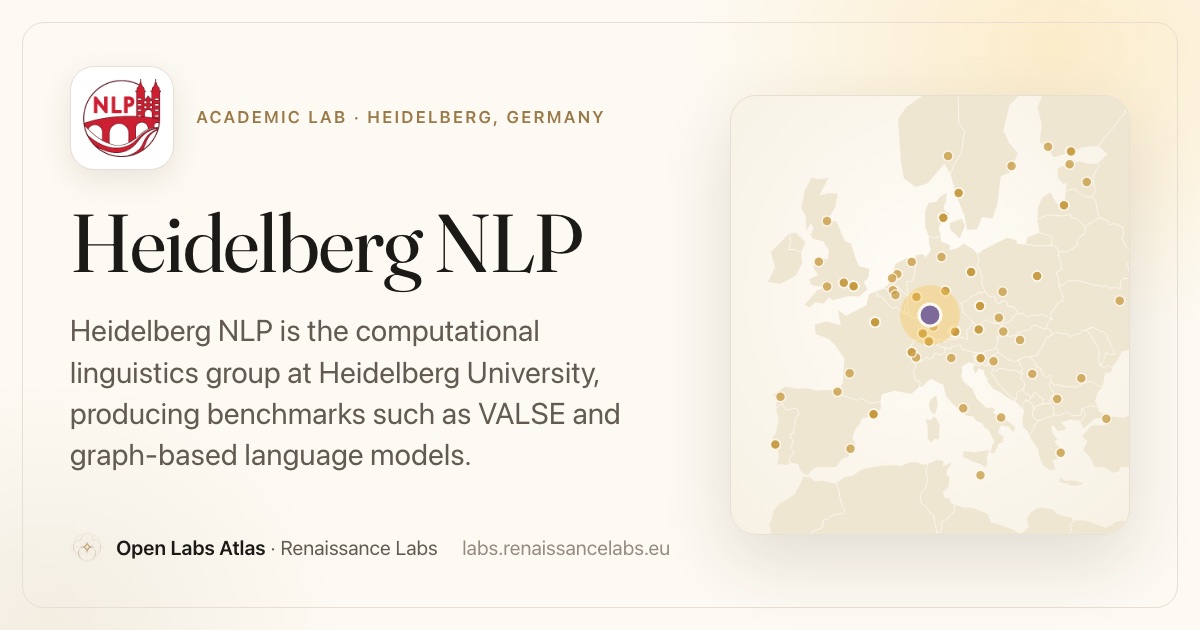 NLP
ACADEMIC LAB · HEIDELBERG, GERMANY
Heidelberg NLP
Heidelberg NLP is the computational
linguistics group at Heidelberg University,
producing benchmarks such as VALSE and
graph-based language models.
Open Labs Atlas · Renaissance Labs labs.renaissancelabs.eu